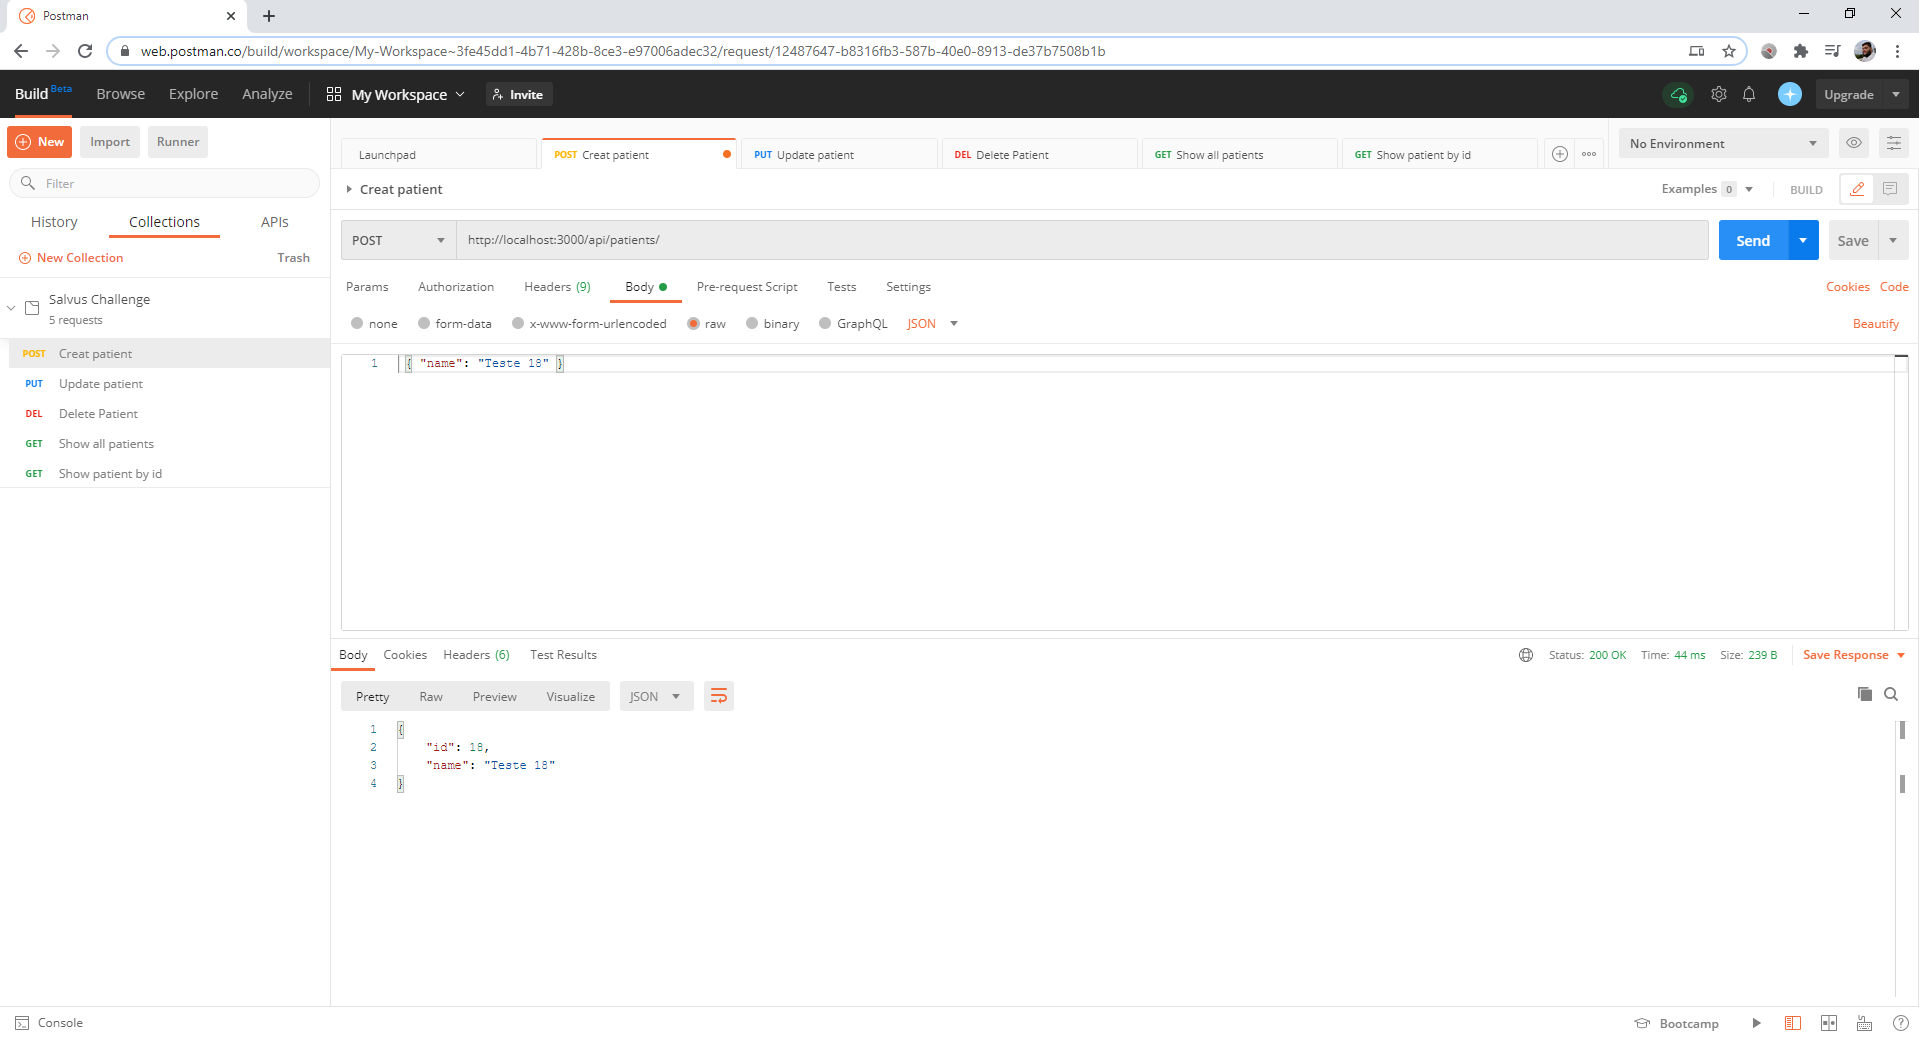 Postman
web.postman.co/build/workspace/My-Workspace~3fe45dd1-4b71-428b-8ce3-e97006adec32/request/12487647-b8316fb3-587b-40e0-8913-de37b7508b1b
Build Beta Browse Explore Analyze My Workspace Invite Upgrade
New Import Runner
Launchpad POST Creat patient PUT Update patient DEL Delete Patient GET Show all patients GET Show patient by id No Environment
Filter
Creat patient Examples 0 BUILD
History Collections APIs
POST http://localhost:3000/api/patients/ Send Save
New Collection Trash
Params Authorization Headers (9) Body Pre-request Script Tests Settings Cookies Code
Salvus Challenge
5 requests
none form-data x-www-form-urlencoded raw binary GraphQL JSON Beautify
POST Creat patient
PUT Update patient
DEL Delete Patient
GET Show all patients
GET Show patient by id
1 { "name": "Teste 18" }
Body Cookies Headers (6) Test Results Status: 200 OK Time: 44 ms Size: 239 B Save Response
Pretty Raw Preview Visualize JSON
1 {
2 "id": 18,
3 "name": "Teste 18"
4 }
Console Bootcamp